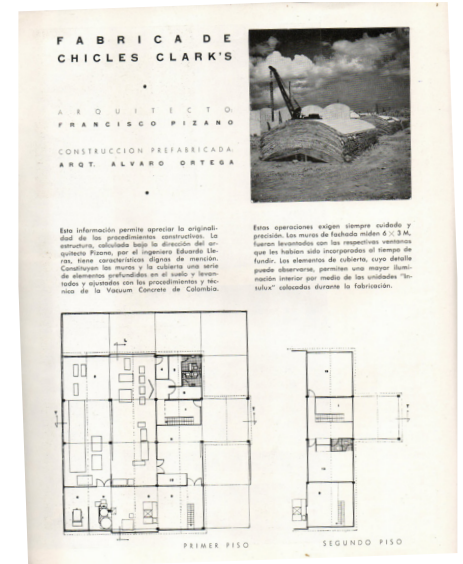 FABRICA DE
CHICLES CLARK'S
ARQUITECTO:
FRANCISCO PIZANO
CONSTRUCCIÓN PREFABRICADA:
ARQT. ALVARO ORTEGA
Esta información permite apreciar la originali-
dad de los procedimientos constructivos. La
estructura, calculada bajo la dirección del ar-
quitecto Pizano, por el ingeniero Eduardo Lle-
ras, tiene características dignas de mención.
Constituyen los muros y la cubierta una serie
de elementos prefundidos en el suelo y levan-
tados y ajustados con los procedimientos y téc-
nica de la Vacuum Concrete de Colombia.
Estas operaciones exigen siempre cuidado y
precisión. Los muros de fachada miden 6 × 3 M,
fueron levantados con las respectivas ventanas
que les habían sido incorporadas al tiempo de
fundir. Los elementos de cubierta, cuyo detalle
puede observarse, permiten una mayor ilumi-
nación interior por medio de las unidades "In-
sulux" colocadas durante la fabricación.
PRIMER PISO
SEGUNDO PISO